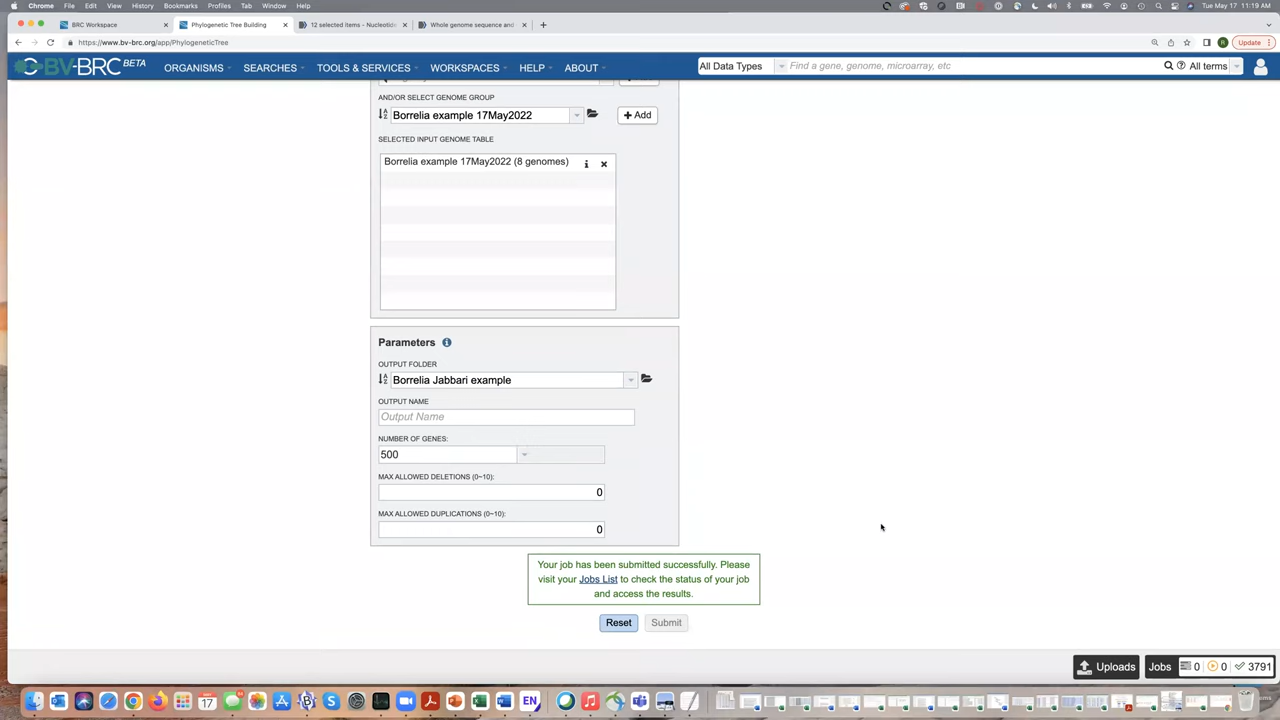 Chrome File Edit View History Bookmarks Profiles Tab Window Help Tue May 17 11:19 AM
BRC Workspace Phylogenetic Tree Building 12 selected items - Nucleotide Whole genome sequence and
https://www.bv-brc.org/app/PhylogeneticTree Update
BV-BRC BETA ORGANISMS SEARCHES TOOLS & SERVICES WORKSPACES HELP ABOUT All Data Types Find a gene, genome, microarray, etc All terms
AND/OR SELECT GENOME GROUP
Borrelia example 17May2022 + Add
SELECTED INPUT GENOME TABLE
Borrelia example 17May2022 (8 genomes)
Parameters
OUTPUT FOLDER
Borrelia Jabbari example
OUTPUT NAME
Output Name
NUMBER OF GENES:
500
MAX ALLOWED DELETIONS (0~10):
0
MAX ALLOWED DUPLICATIONS (0~10):
0
Your job has been submitted successfully. Please
visit your Jobs List to check the status of your job
and access the results.
Reset Submit
Uploads Jobs 0 0 3791